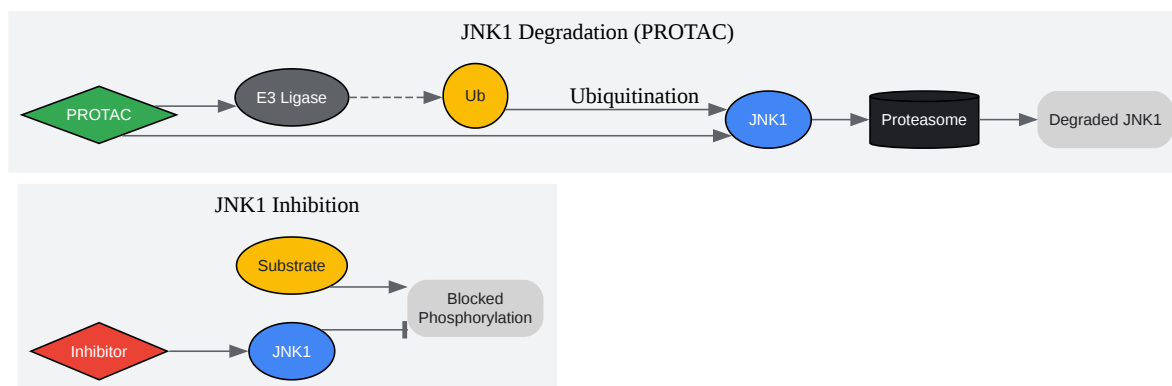 JNK1 Degradation (PROTAC)
PROTAC
E3 Ligase
Ub
Ubiquitination
JNK1
Proteasome
Degraded JNK1
JNK1 Inhibition
Substrate
Blocked
Phosphorylation
Inhibitor
JNK1